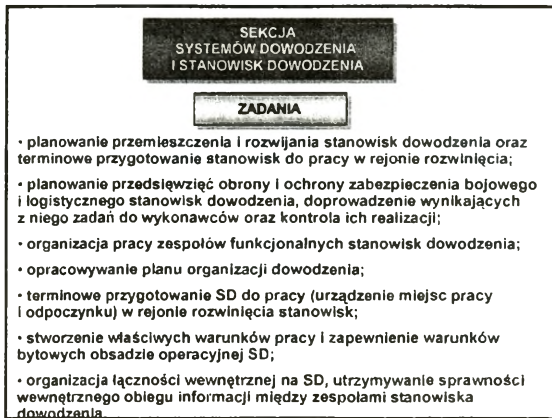 SEKCJA
SYSTEMÓW DOWODZENIA
I STANOWISK DOWODZENIA
ZADANIA
• planowanie przemieszczenia i rozwijania stanowisk dowodzenia oraz
terminowe przygotowanie stanowisk do pracy w rejonie rozwinięcia;
• planowanie przedsięwzięć obrony i ochrony zabezpieczenia bojowego
i logistycznego stanowisk dowodzenia, doprowadzenie wynikających
z niego zadań do wykonawców oraz kontrola ich realizacji;
• organizacja pracy zespołów funkcjonalnych stanowisk dowodzenia;
• opracowywanie planu organizacji dowodzenia;
• terminowe przygotowanie SD do pracy (urządzenie miejsc pracy
i odpoczynku) w rejonie rozwinięcia stanowisk;
• stworzenie właściwych warunków pracy i zapewnienie warunków
bytowych obsadzie operacyjnej SD;
• organizacja łączności wewnętrznej na SD, utrzymywanie sprawności
wewnętrznego obiegu informacji między zespołami stanowiska
dowodzenia.